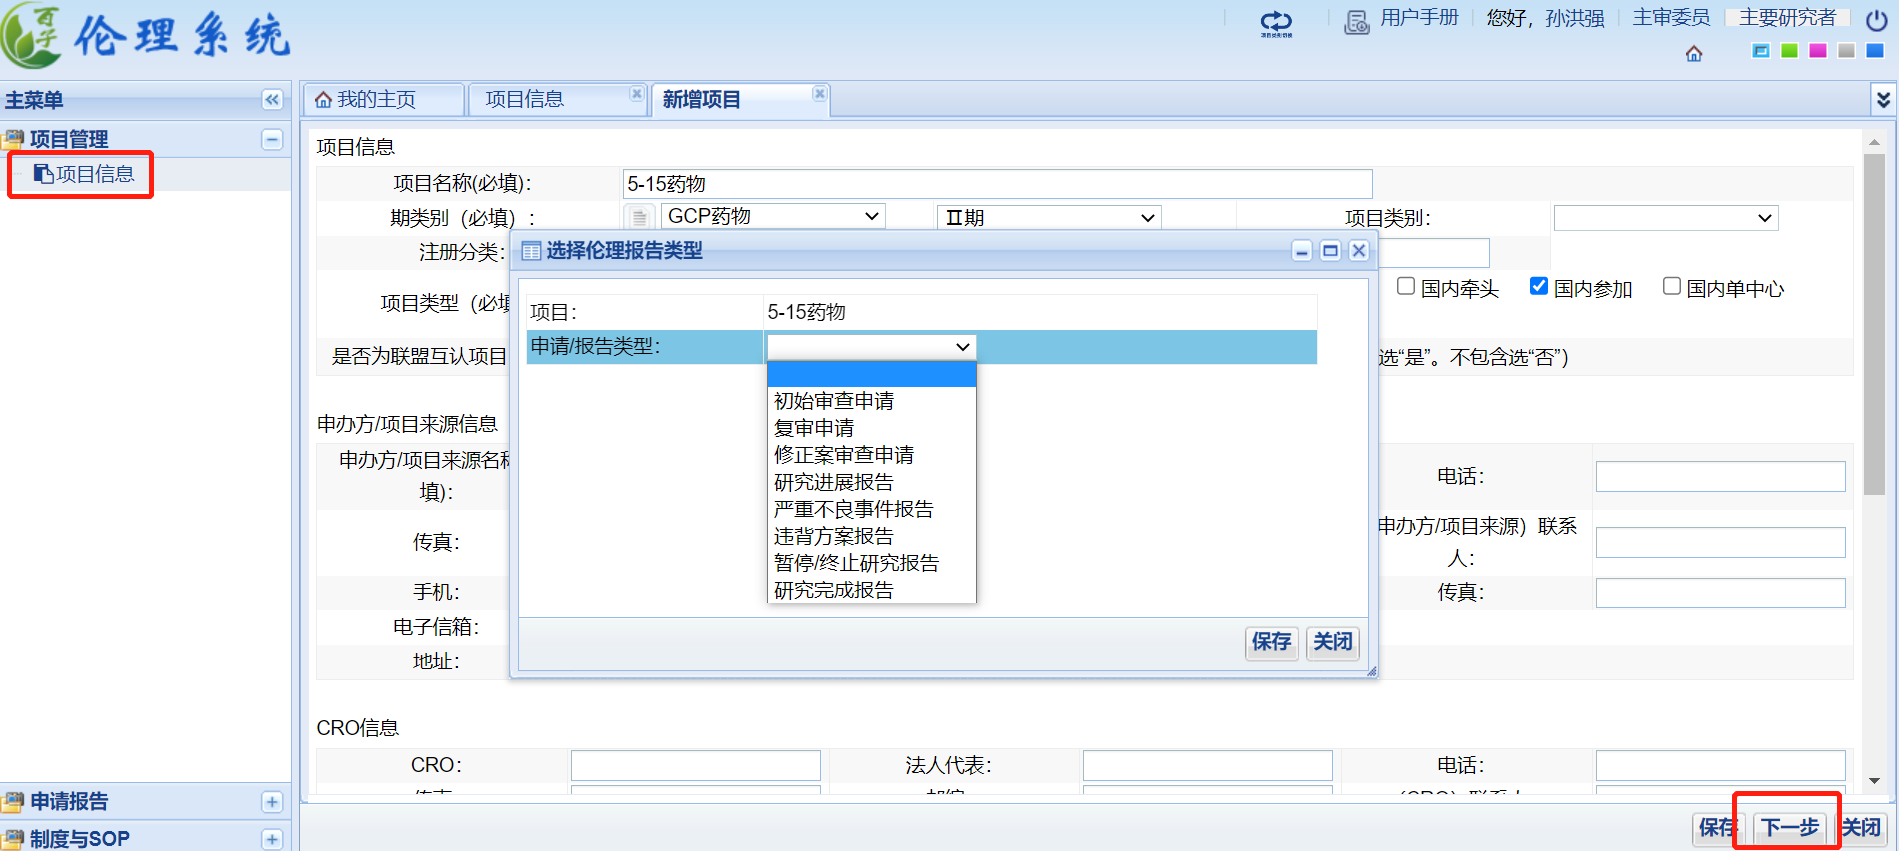 百子
伦理系统
项目类别切换
用户手册
您好，孙洪强
主审委员
主要研究者
主菜单
我的主页
项目信息
新增项目
项目管理
项目信息
项目信息
项目名称(必填)：
5-15药物
期类别（必填）：
GCP药物
Ⅱ期
项目类别：
注册分类：
选择伦理报告类型
项目类型（必填
国内牵头
国内参加
国内单中心
项目：
5-15药物
申请/报告类型：
是否为联盟互认项目
选“是”。不包含选“否”）
初始审查申请
复审申请
修正案审查申请
研究进展报告
严重不良事件报告
违背方案报告
暂停/终止研究报告
研究完成报告
申办方/项目来源信息
申办方/项目来源名称
填)：
电话：
传真：
申办方/项目来源）联系
人：
手机：
传真：
电子信箱：
地址：
保存
关闭
CRO信息
CRO：
法人代表：
电话：
申请报告
制度与SOP
保存
下一步
关闭